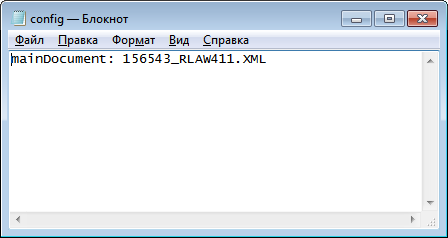 config — Блокнот
Файл Правка Формат Вид Справка
mainDocument: 156543_RLAW411.XML